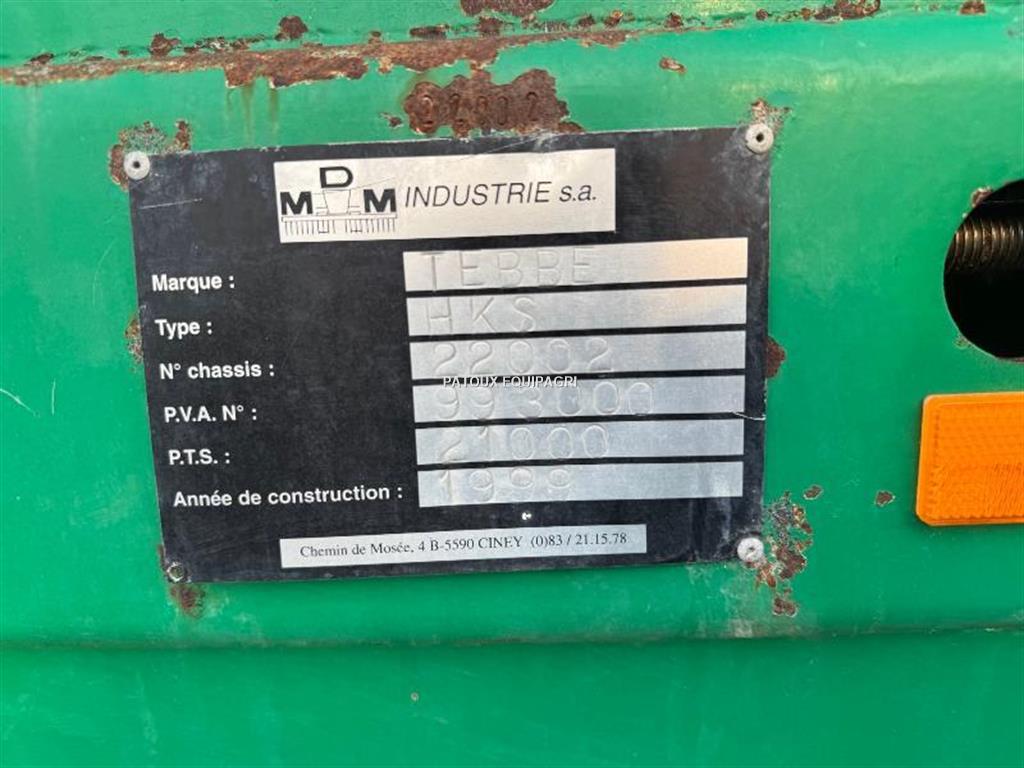 22002
MDM INDUSTRIE s.a.
Marque : TEBBE
Type : HKS
N° chassis : 22002
PATOUX EQUIPAGRI
P.V.A. N° : 993000
P.T.S. : 21000
Année de construction : 1999
Chemin de Mosée, 4 B-5590 CINEY (0)83 / 21.15.78